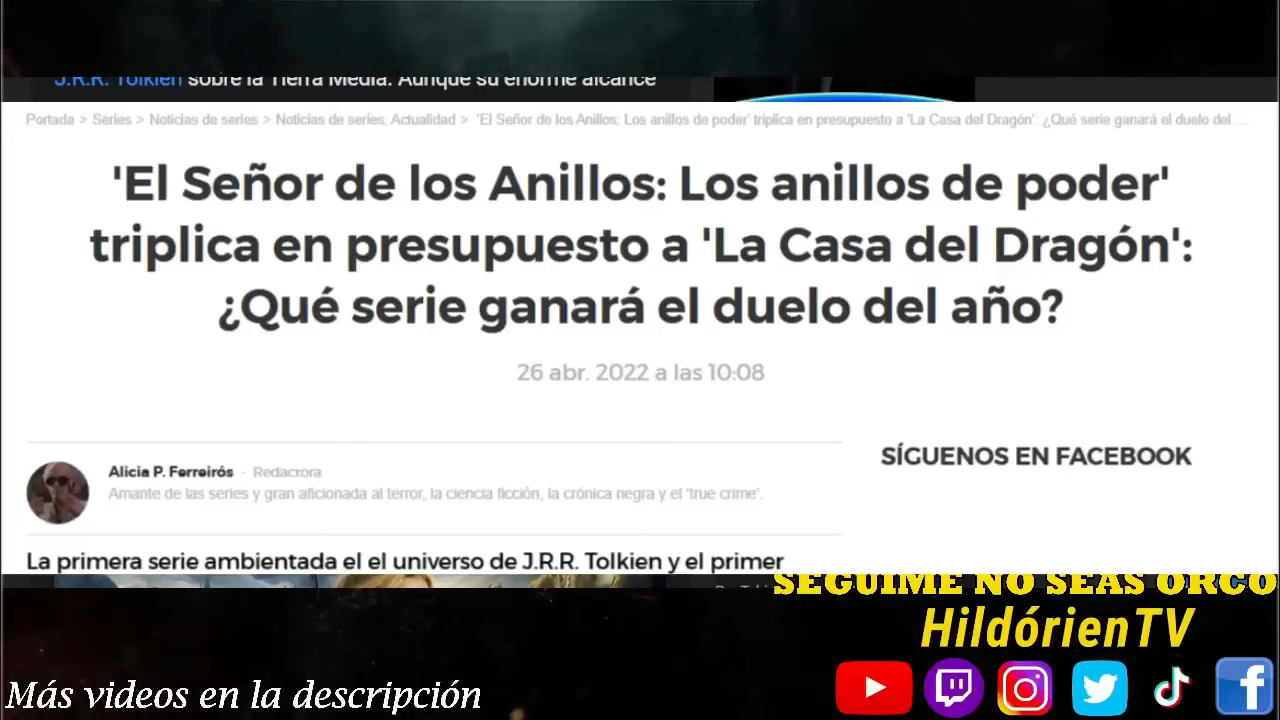 J.R.R. Tolkien sobre la Tierra Media. Aunque su enorme alcance
Portada > Series > Noticias de series > Noticias de series: Actualidad > 'El Señor de los Anillos: Los anillos de poder' triplica en presupuesto a 'La Casa del Dragón': ¿Qué serie ganará el duelo del ...
'El Señor de los Anillos: Los anillos de poder'
triplica en presupuesto a 'La Casa del Dragón':
¿Qué serie ganará el duelo del año?
26 abr. 2022 a las 10:08
Alicia P. Ferreirós - Redactora
Amante de las series y gran aficionada al terror, la ciencia ficción, la crónica negra y el 'true crime'.
SÍGUENOS EN FACEBOOK
La primera serie ambientada el el universo de J.R.R. Tolkien y el primer
SEGUIME NO SEAS ORCO
HildórienTV
Más videos en la descripción